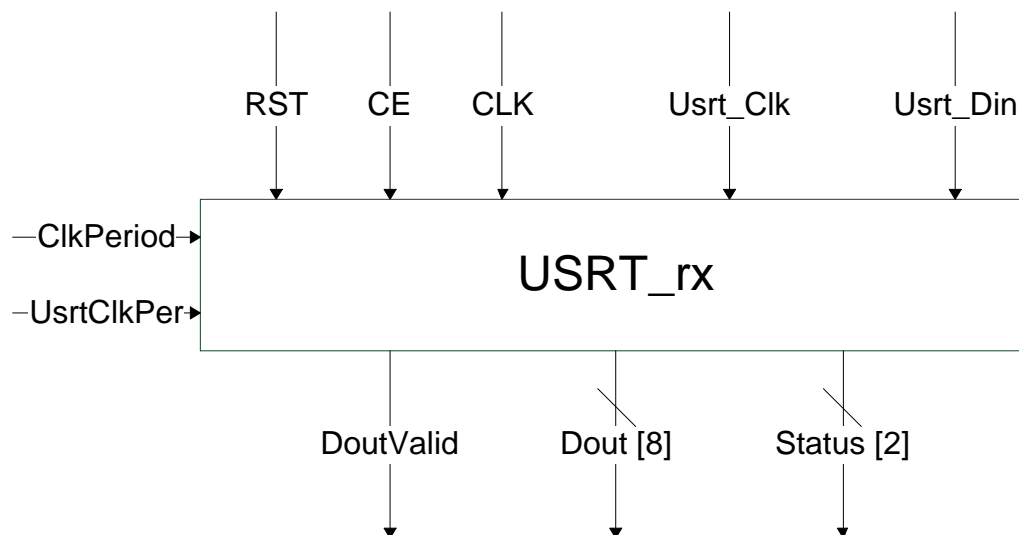 RST CE CLK Usrt_Clk Usrt_Din
ClkPeriod
USRT_rx
UsrtClkPer
DoutValid Dout [8] Status [2]